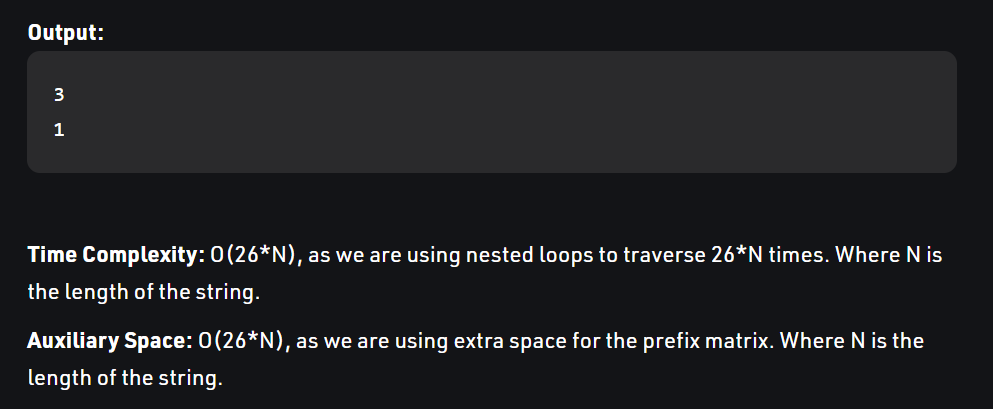 Output:
3
1
Time Complexity: O(26*N), as we are using nested loops to traverse 26*N times. Where N is
the length of the string.
Auxiliary Space: O(26*N), as we are using extra space for the prefix matrix. Where N is the
length of the string.